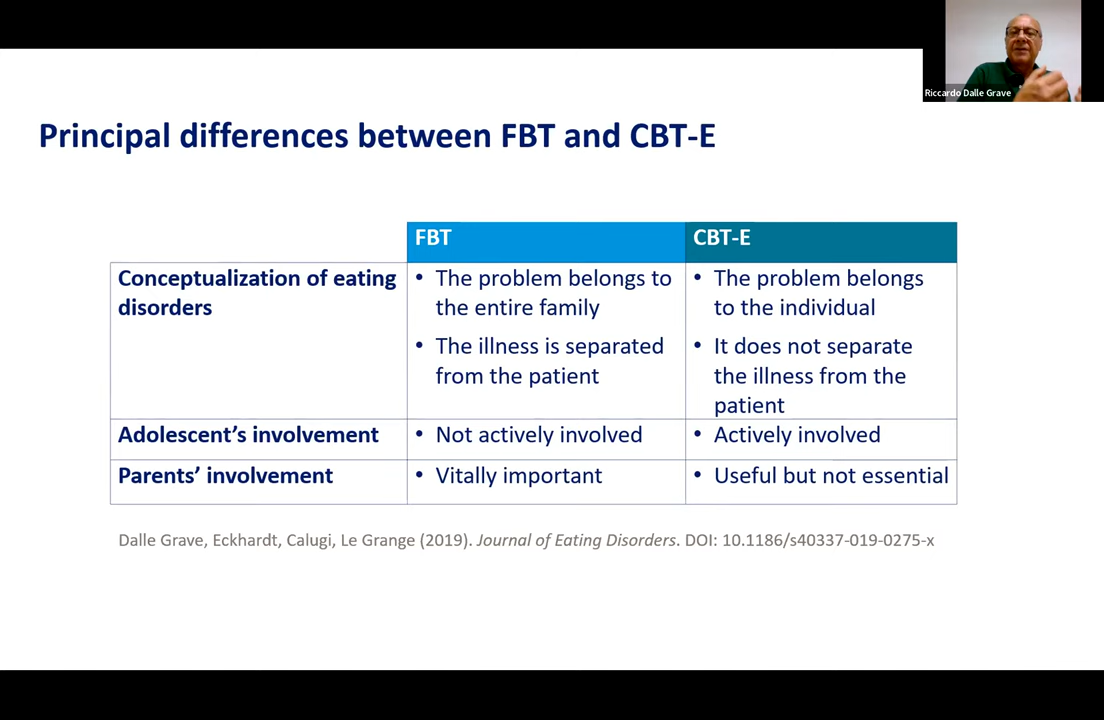 Riccardo Dalle Grave
Principal differences between FBT and CBT-E
FBT
CBT-E
Conceptualization of eating
disorders
• The problem belongs to
the entire family
• The illness is separated
from the patient
• The problem belongs
to the individual
• It does not separate
the illness from the
patient
Adolescent’s involvement
• Not actively involved
• Actively involved
Parents’ involvement
• Vitally important
• Useful but not essential
Dalle Grave, Eckhardt, Calugi, Le Grange (2019). Journal of Eating Disorders. DOI: 10.1186/s40337-019-0275-x